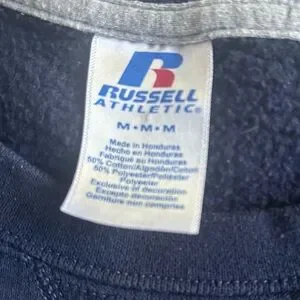 R
RUSSELL
ATHLETIC®
M•M•M
Made in Honduras
Hecho en Honduras
Fabriqué au Honduras
50% Cotton/Algodón/Coton
50% Polyester/Poliéster
Polyester
Exclusive of decoration
Excepto decoración
Garniture non comprises